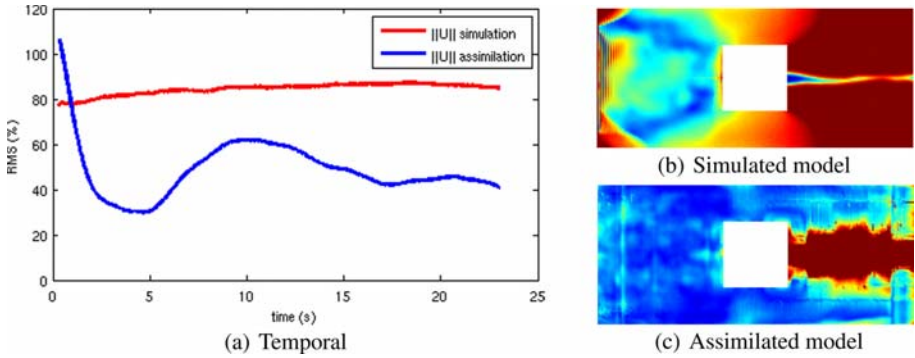 120
100
80
60
40
20
0
RMS (%)
||U|| simulation
||U|| assimilation
0 5 10 15 20 25
time (s)
(a) Temporal
(b) Simulated model
(c) Assimilated model